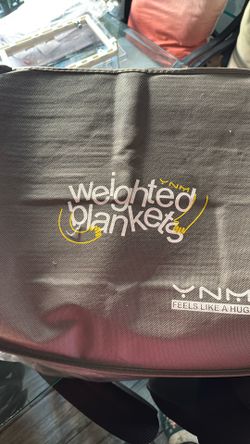 YNM
weighted
blankets
YNM
FEELS LIKE A HUG